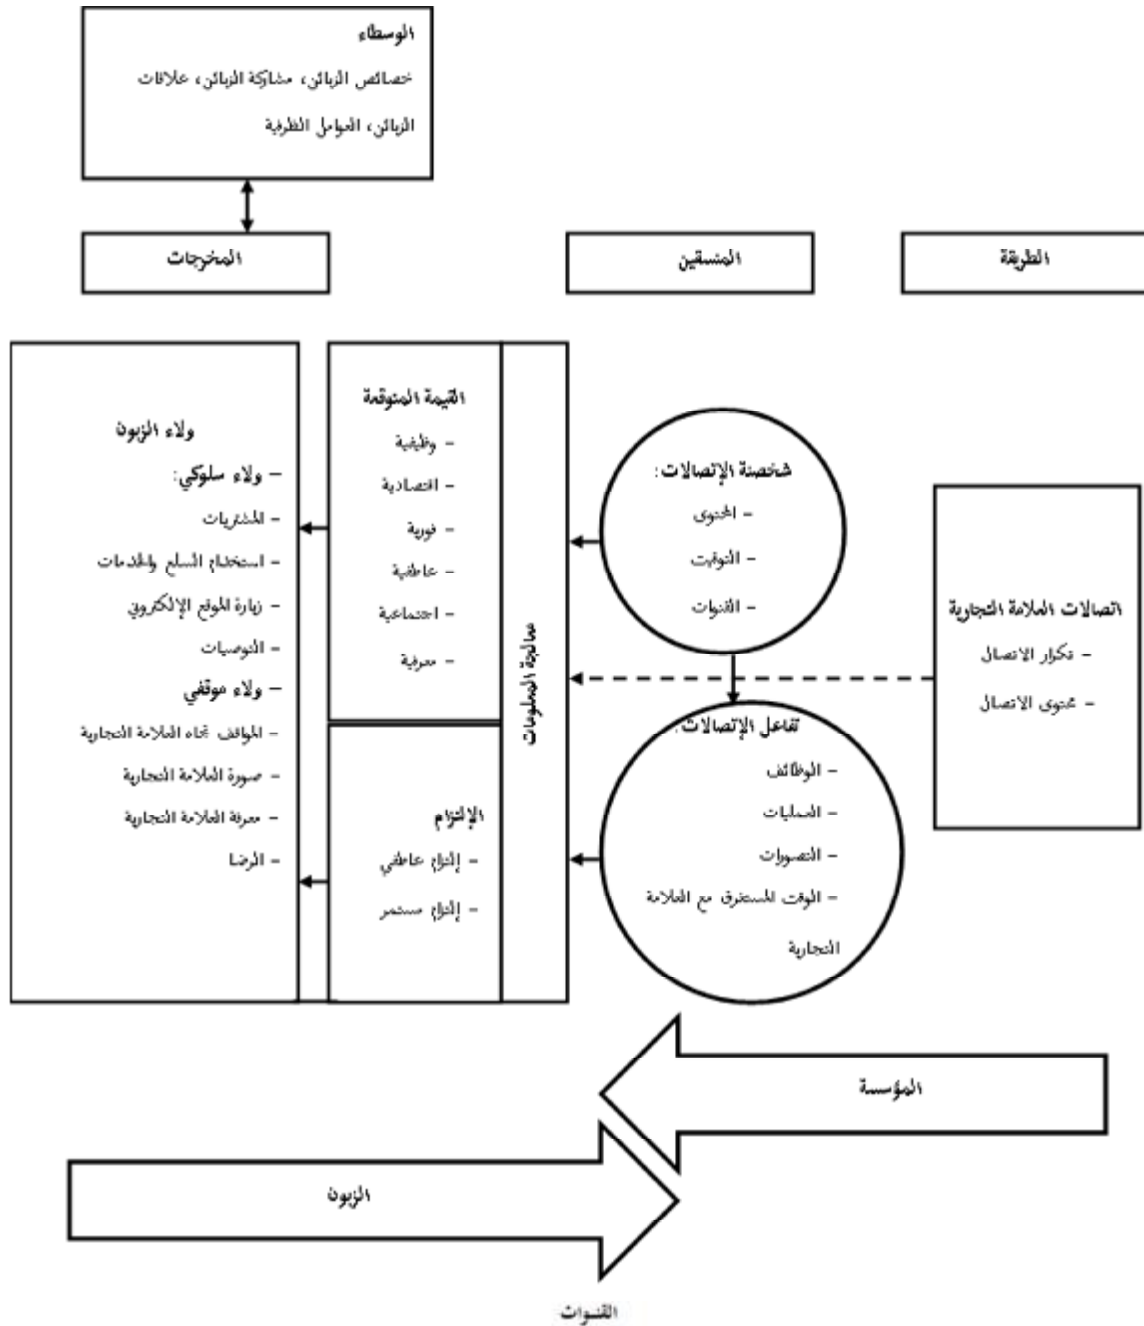 الوسطاء
خصائص الزبائن، مشاركة الزبائن، علاقات
الزبائن، العوامل الظرفية
الطريقة
المنسقين
المخرجات
اتصالات العلامة التجارية
- تكرار الاتصال
- محتوى الاتصال
شخصنة الإتصالات:
- المحتوى
- التوقيت
- القنوات
تفاعل الإتصالات:
- الوظائف
- العمليات
- التصورات
- الوقت المستغرق مع العلامة
التجارية
معالجة المعلومات
القيمة المتوقعة
- وظيفية
- اقتصادية
- فورية
- عاطفية
- اجتماعية
- معرفية
الإلتزام
- إلتزام عاطفي
- إلتزام مستمر
ولاء الزبون
- ولاء سلوكي:
- المشتريات
- استخدام السلع والخدمات
- زيارة الموقع الإلكتروني
- التوصيات
- ولاء موقفي
- المواقف تجاه العلامة التجارية
- صورة العلامة التجارية
- معرفة العلامة التجارية
- الرضا
المؤسسة
الزبون
القنوات